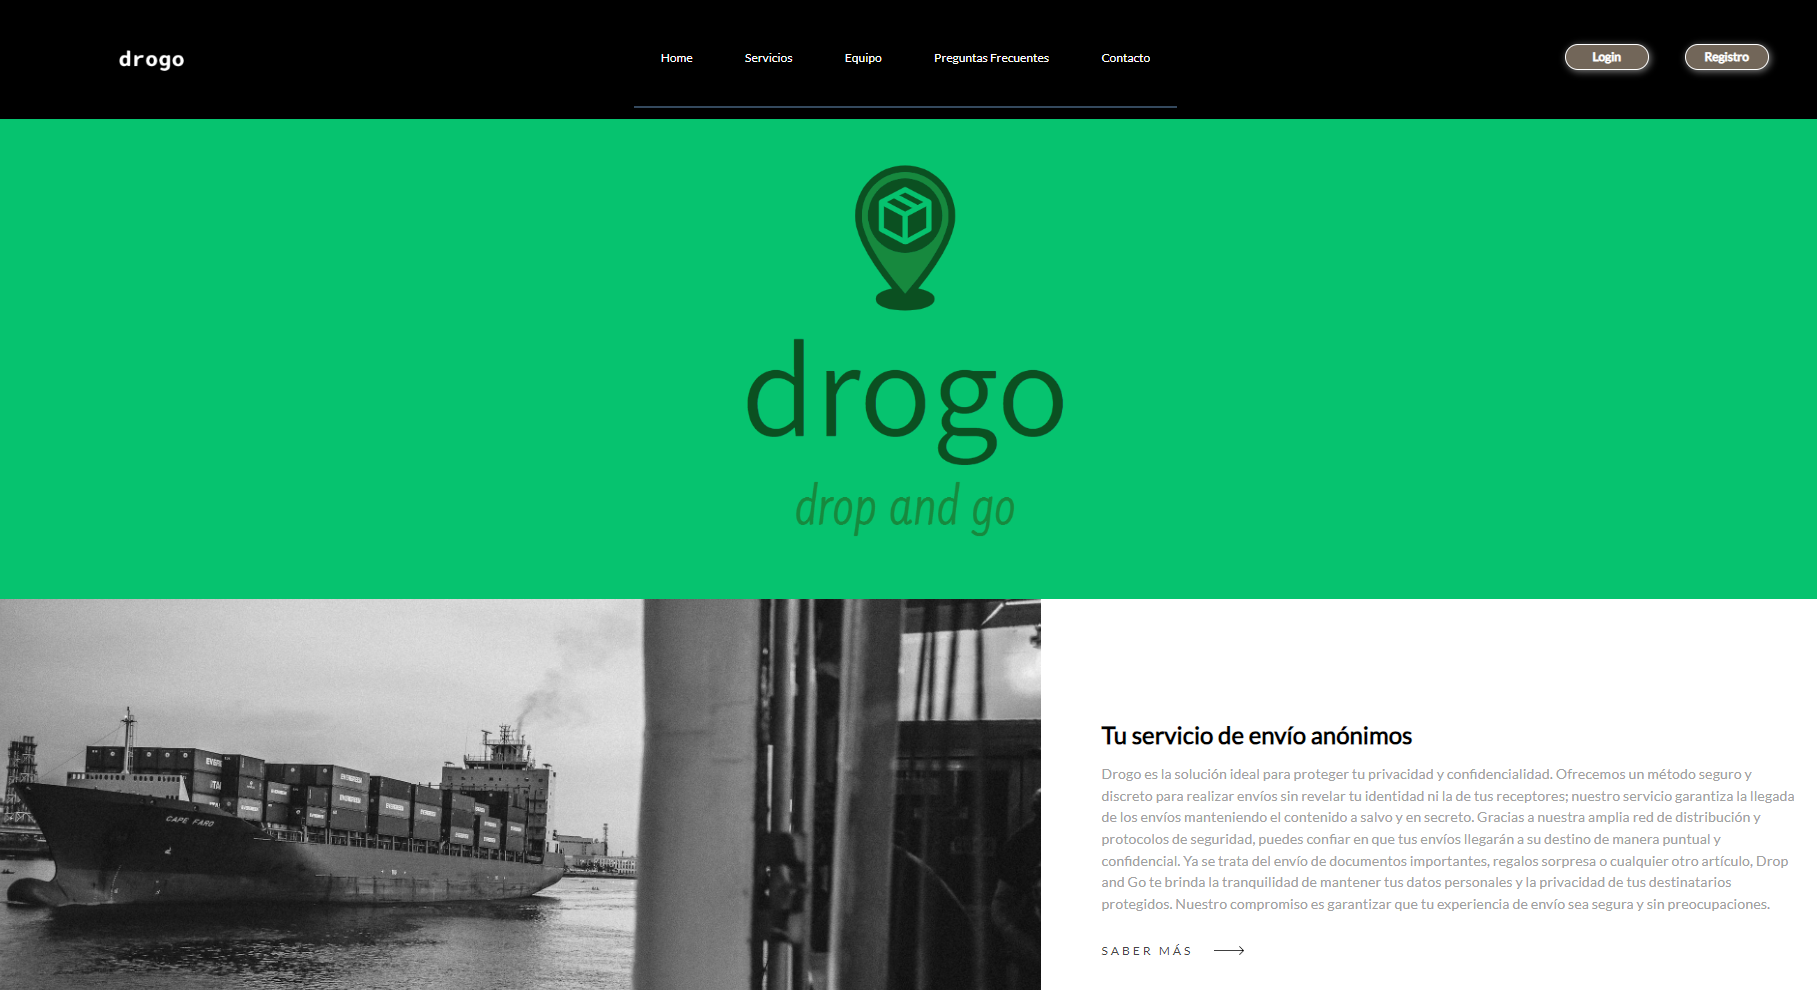 drogo
Home Servicios Equipo Preguntas Frecuentes Contacto
Login Registro
drogo
drop and go
CAPE FARO
Tu servicio de envío anónimos
Drogo es la solución ideal para proteger tu privacidad y confidencialidad. Ofrecemos un método seguro y
discreto para realizar envíos sin revelar tu identidad ni la de tus receptores; nuestro servicio garantiza la llegada
de los envíos manteniendo el contenido a salvo y en secreto. Gracias a nuestra amplia red de distribución y
protocolos de seguridad, puedes confiar en que tus envíos llegarán a su destino de manera puntual y
confidencial. Ya se trata del envío de documentos importantes, regalos sorpresa o cualquier otro artículo, Drop
and Go te brinda la tranquilidad de mantener tus datos personales y la privacidad de tus destinatarios
protegidos. Nuestro compromiso es garantizar que tu experiencia de envío sea segura y sin preocupaciones.
SABER MÁS